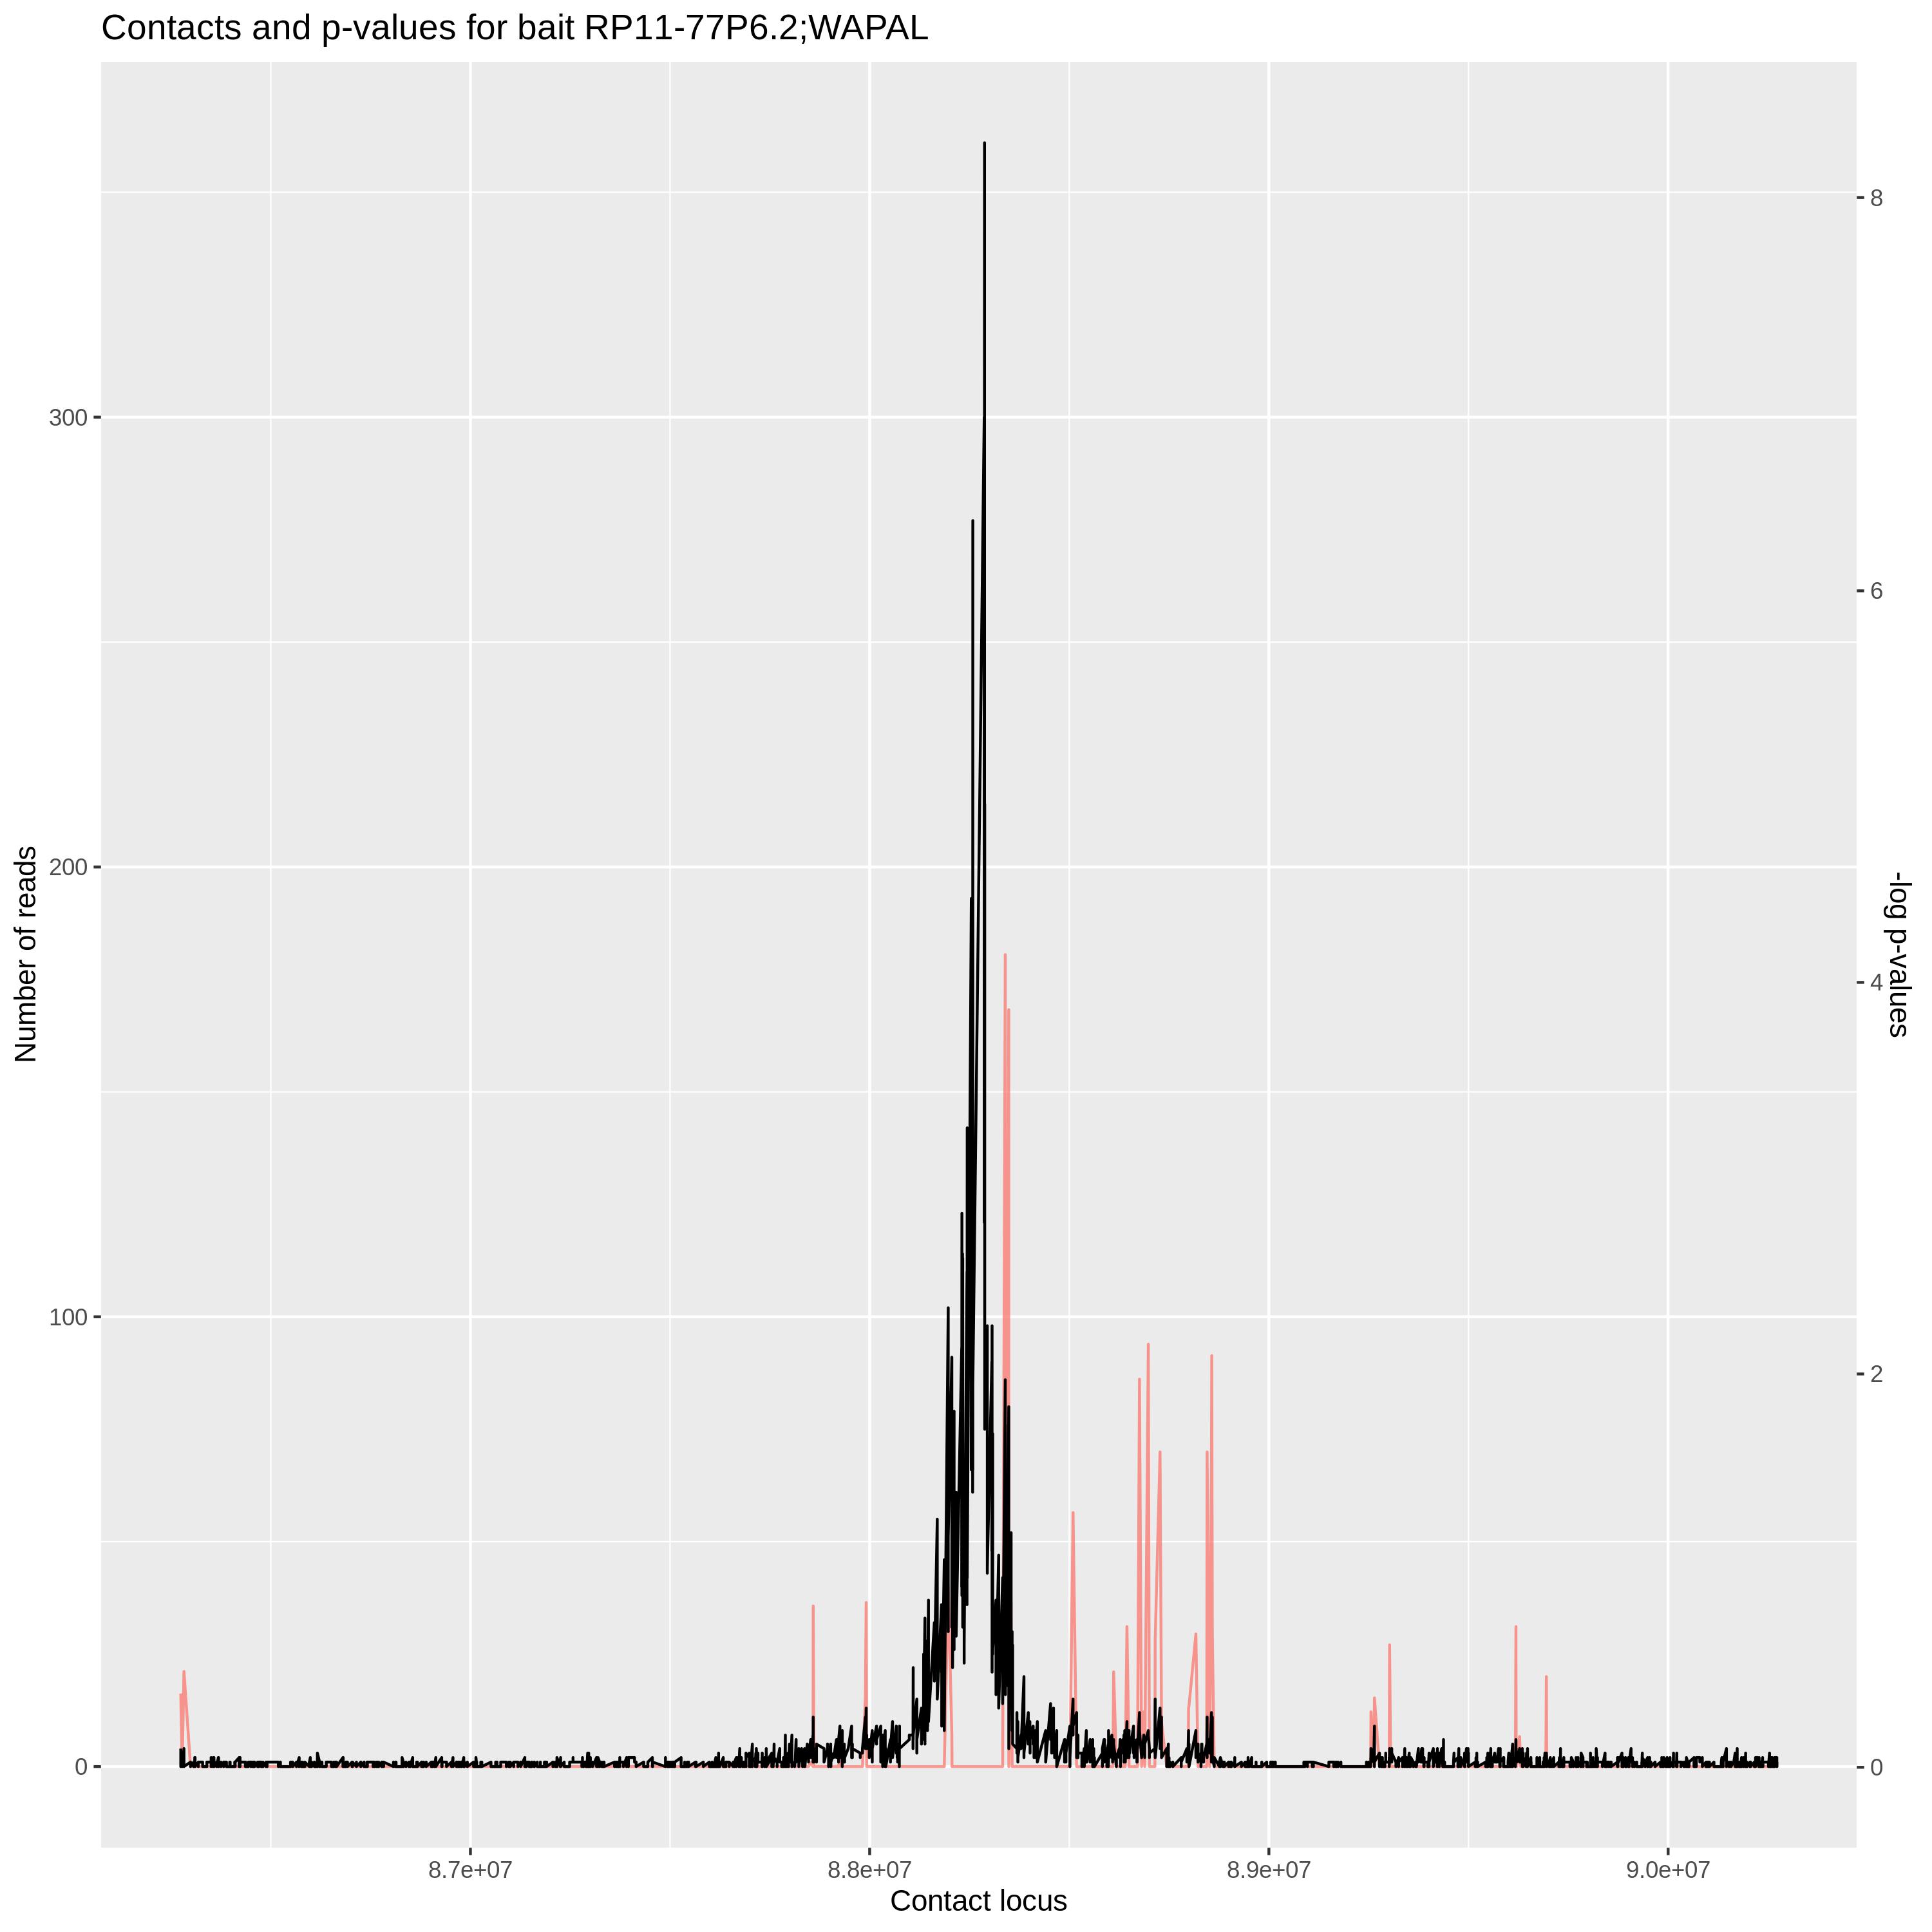 Contacts and p-values for bait RP11-77P6.2;WAPAL
Number of reads
300
200
100
0
8
6
4
2
0
-log p-values
8.7e+07
8.8e+07
8.9e+07
9.0e+07
Contact locus